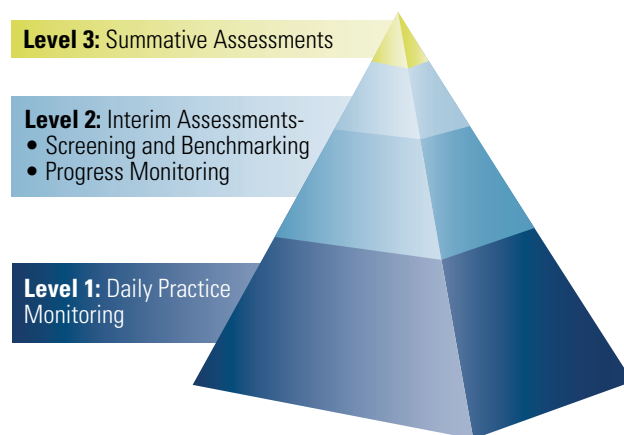 Level 3: Summative Assessments
Level 2: Interim Assessments-
• Screening and Benchmarking
• Progress Monitoring
Level 1: Daily Practice
Monitoring